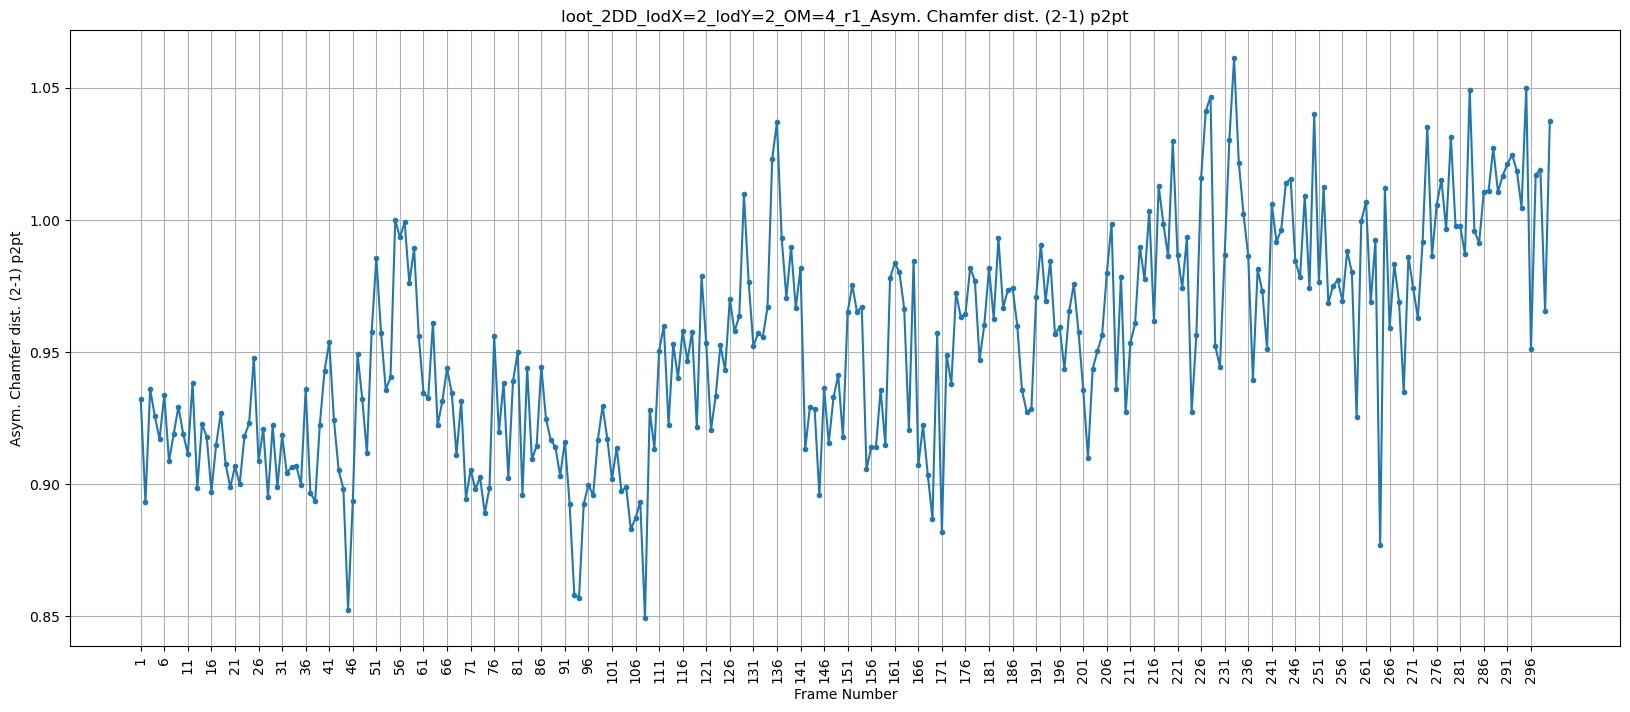 loot_2DD_lodX=2_lodY=2_OM=4_r1_Asym. Chamfer dist. (2-1) p2pt
Asym. Chamfer dist. (2-1) p2pt
1.05
1.00
0.95
0.90
0.85
1 6 11 16 21 26 31 36 41 46 51 56 61 66 71 76 81 86 91 96 101 106 111 116 121 126 131 136 141 146 151 156 161 166 171 176 181 186 191 196 201 206 211 216 221 226 231 236 241 246 251 256 261 266 271 276 281 286 291 296
Frame Number